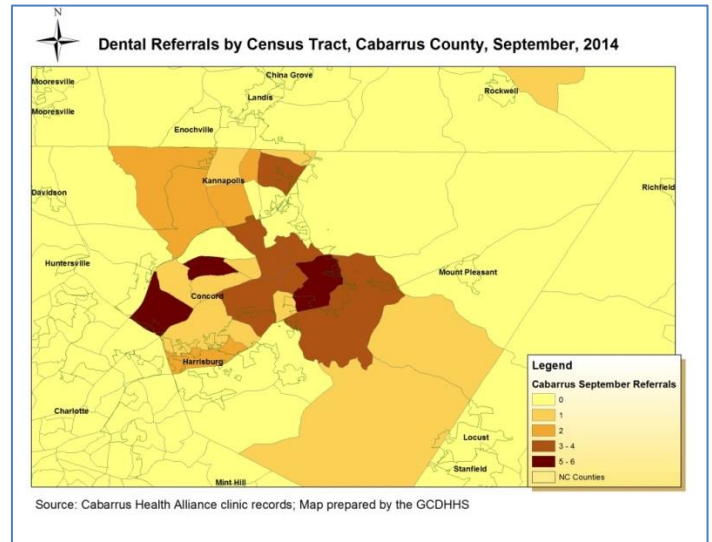 N
Dental Referrals by Census Tract, Cabarrus County, September, 2014
Mooresville
China Grove
Rockwell
Landis
Mooresville
Enochville
Kannapolis
Davidson
Richfield
Huntersville
Mount Pleasant
Concord
Harrisburg
Charlotte
Locust
Stanfield
Mint Hill
Legend
Cabarrus September Referrals
0
1
2
3 - 4
5 - 6
NC Counties
Source: Cabarrus Health Alliance clinic records; Map prepared by the GCDHHS